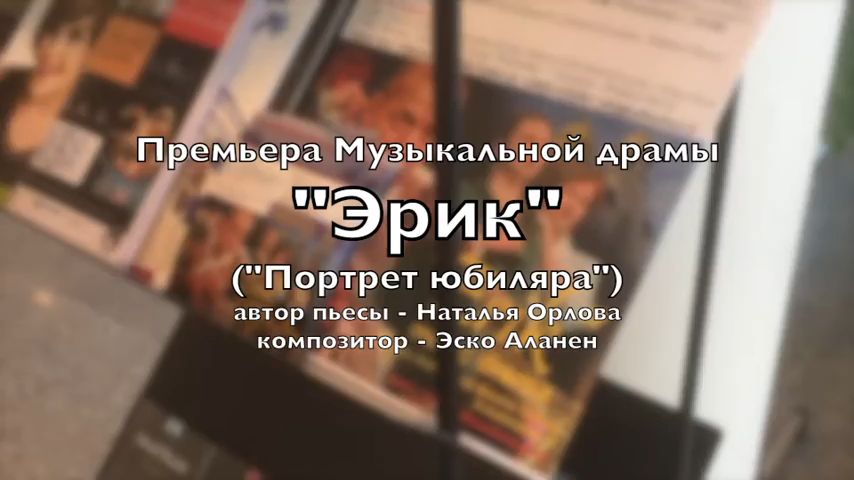 Премьера Музыкальной драмы
"Эрик"
("Портрет юбиляра")
автор пьесы - Наталья Орлова
композитор - Эско Аланен